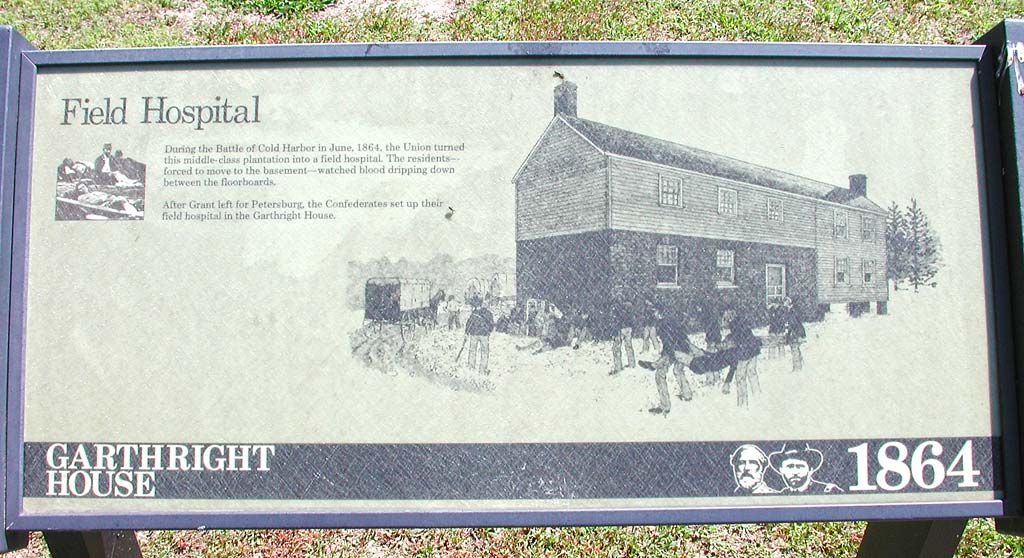 Field Hospital
During the Battle of Cold Harbor in June, 1864, the Union turned
this middle-class plantation into a field hospital. The residents—
forced to move to the basement—watched blood dripping down
between the floorboards.
After Grant left for Petersburg, the Confederates set up their
field hospital in the Garthright House.
GARTHRIGHT
HOUSE
1864